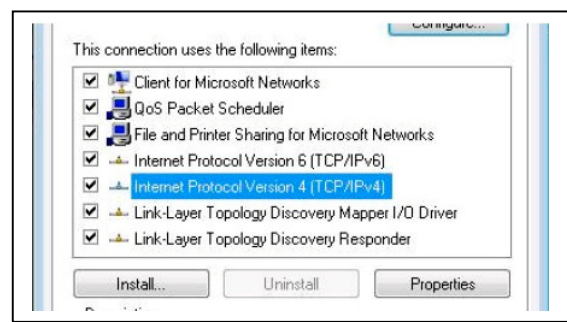 Configure...
This connection uses the following items:
Client for Microsoft Networks
QoS Packet Scheduler
File and Printer Sharing for Microsoft Networks
Internet Protocol Version 6 (TCP/IPv6)
Internet Protocol Version 4 (TCP/IPv4)
Link-Layer Topology Discovery Mapper I/O Driver
Link-Layer Topology Discovery Responder
Install... Uninstall Properties